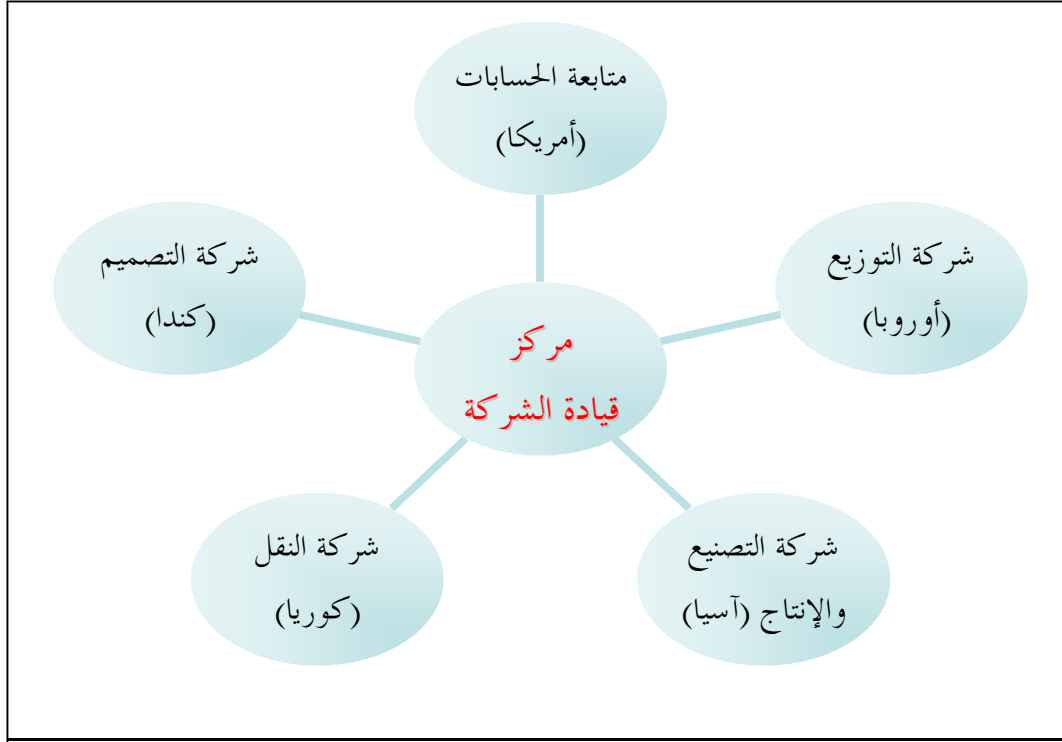 متابعة الحسابات
(أمريكا)
شركة التوزيع
(أوروبا)
شركة التصميم
(كندا)
مركز
قيادة الشركة
شركة التصنيع
والإنتاج (آسيا)
شركة النقل
(كوريا)